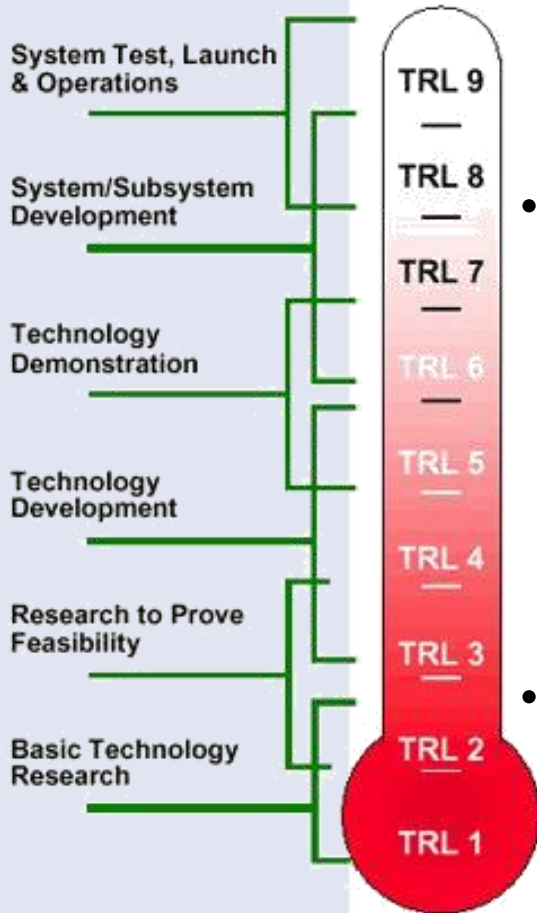 System Test, Launch
& Operations
System/Subsystem
Development
Technology
Demonstration
Technology
Development
Research to Prove
Feasibility
Basic Technology
Research
TRL 9
TRL 8
TRL 7
TRL 6
TRL 5
TRL 4
TRL 3
TRL 2
TRL 1